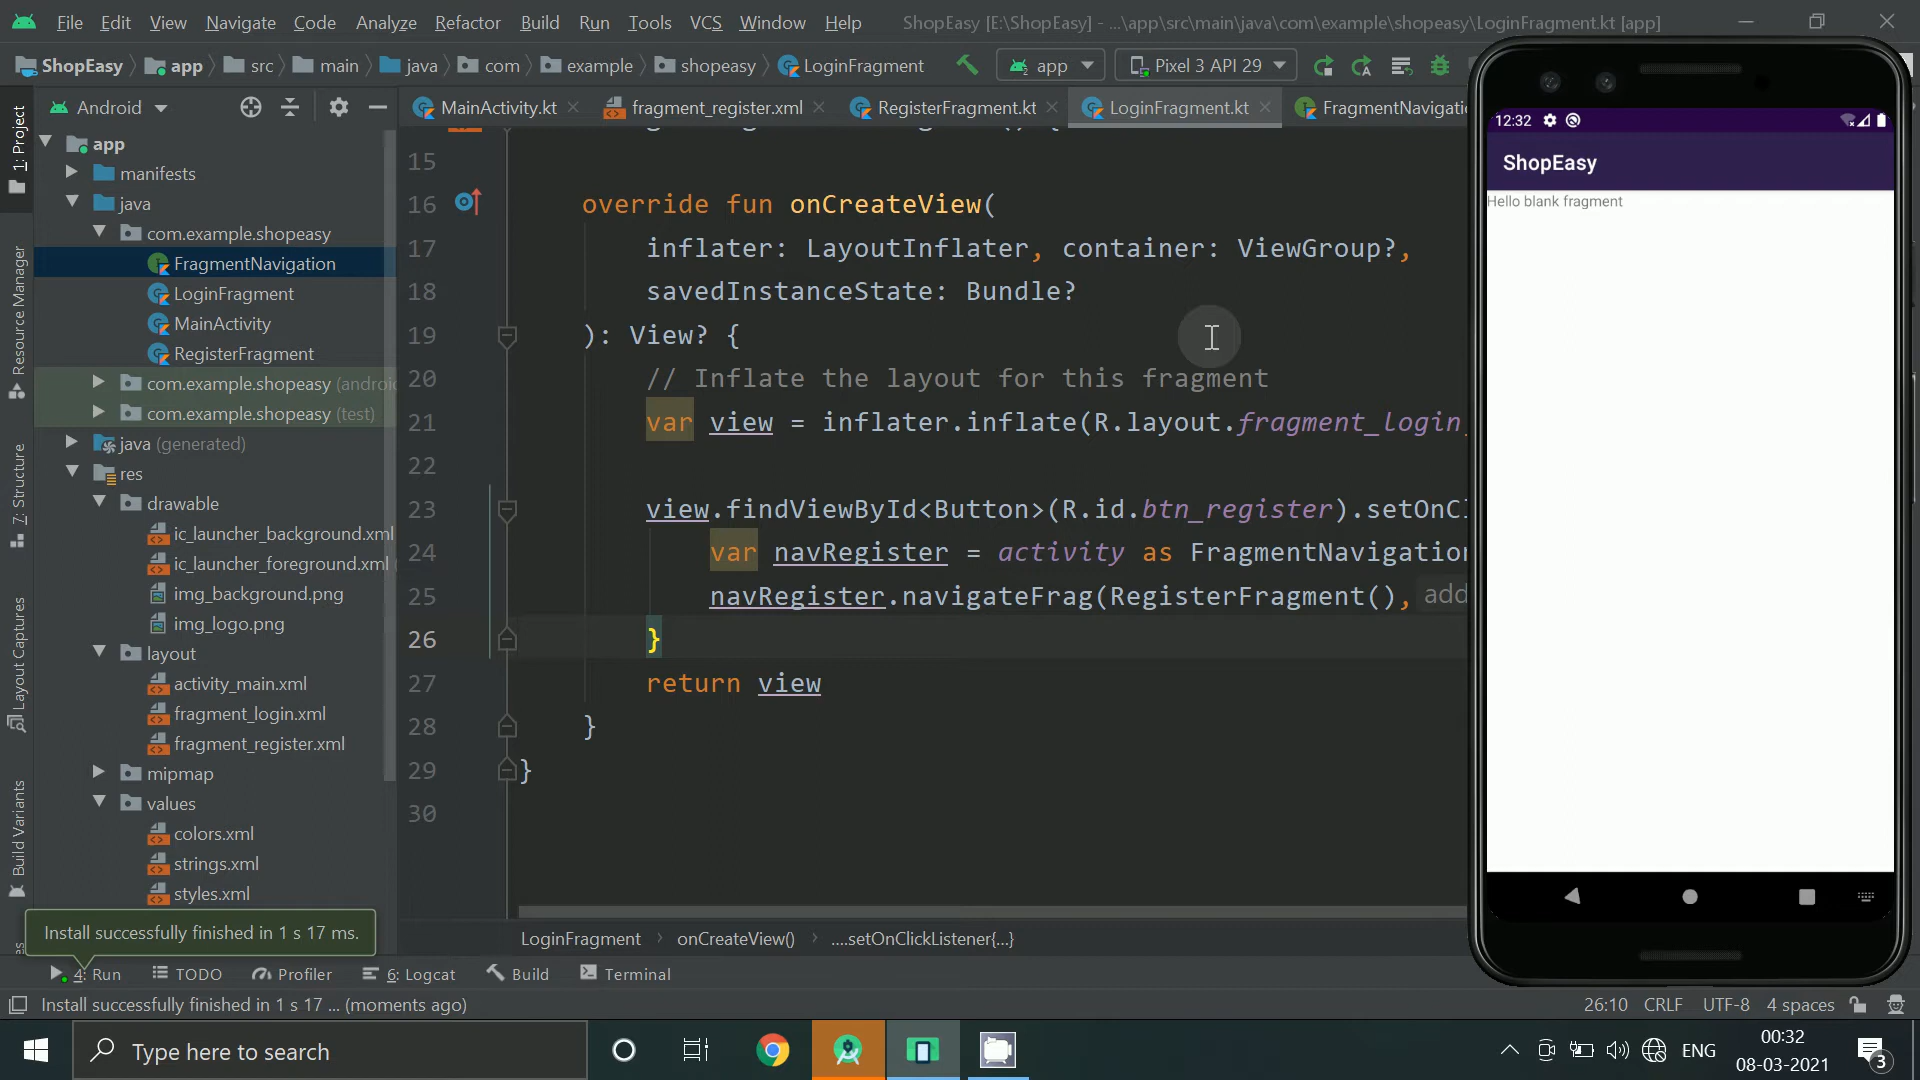 File Edit View Navigate Code Analyze Refactor Build Run Tools VCS Window Help ShopEasy [E:\ShopEasy] - ...\app\src\main\java\com\example\shopeasy\LoginFragment.kt [app]
ShopEasy app src main java com example shopeasy LoginFragment app Pixel 3 API 29
Android MainActivity.kt fragment_register.xml RegisterFragment.kt LoginFragment.kt FragmentNavigati
1: Project
Resource Manager
7: Structure
Layout Captures
Build Variants
app
manifests
java
com.example.shopeasy
FragmentNavigation
LoginFragment
MainActivity
RegisterFragment
com.example.shopeasy (androi
com.example.shopeasy (test)
java (generated)
res
drawable
ic_launcher_background.xml
ic_launcher_foreground.xml (
img_background.png
img_logo.png
layout
activity_main.xml
fragment_login.xml
fragment_register.xml
mipmap
values
colors.xml
strings.xml
styles.xml
15
16 override fun onCreateView(
17 inflater: LayoutInflater, container: ViewGroup?,
18 savedInstanceState: Bundle?
19 ): View? {
20 // Inflate the layout for this fragment
21 var view = inflater.inflate(R.layout.fragment_login
22
23 view.findViewById<Button>(R.id.btn_register).setOnCl
24 var navRegister = activity as FragmentNavigation
25 navRegister.navigateFrag(RegisterFragment(), add
26 }
27 return view
28 }
29 }
30
12:32
ShopEasy
Hello blank fragment
Install successfully finished in 1 s 17 ms.
LoginFragment onCreateView() ....setOnClickListener{...}
4: Run TODO Profiler 6: Logcat Build Terminal
Install successfully finished in 1 s 17 ... (moments ago) 26:10 CRLF UTF-8 4 spaces
Type here to search ENG 00:32
08-03-2021
3